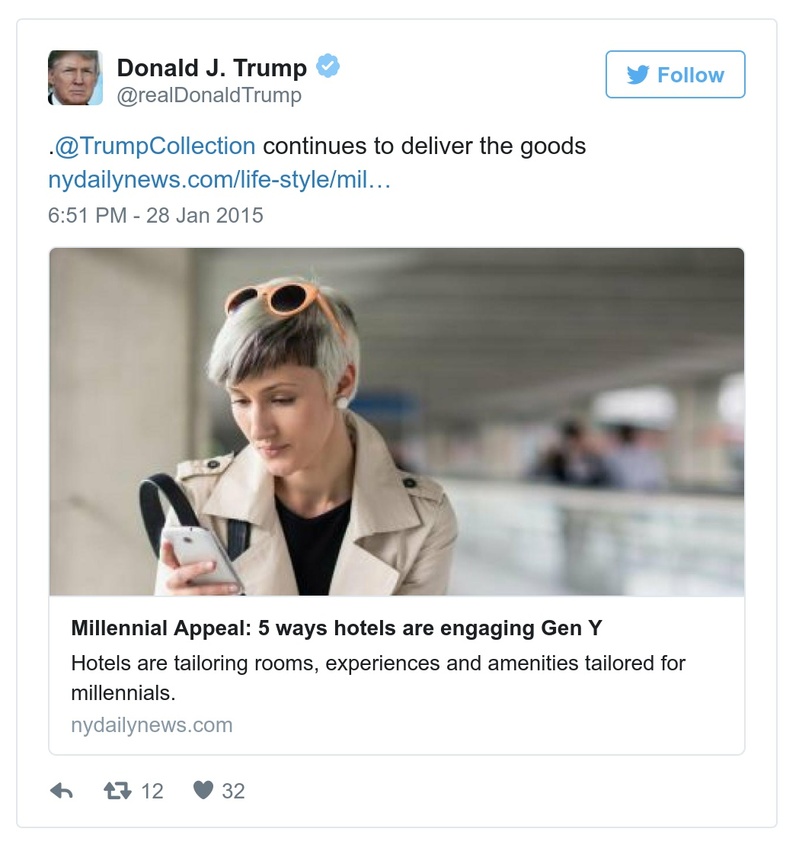 Donald J. Trump
@realDonaldTrump
Follow
.@TrumpCollection continues to deliver the goods
nydailynews.com/life-style/mil…
6:51 PM - 28 Jan 2015
Millennial Appeal: 5 ways hotels are engaging Gen Y
Hotels are tailoring rooms, experiences and amenities tailored for
millennials.
nydailynews.com
12 32